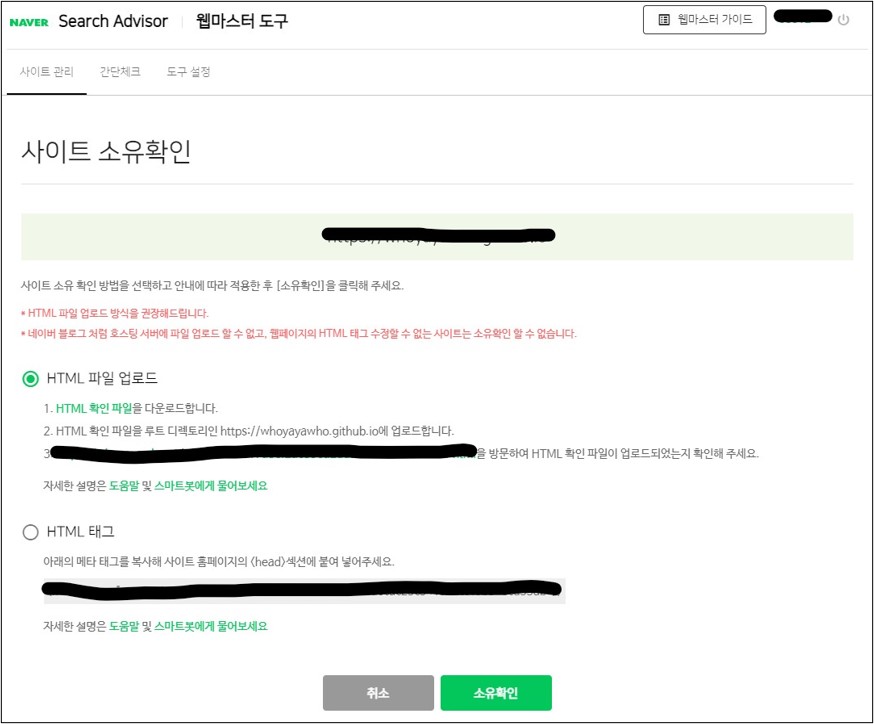 NAVER Search Advisor 웹마스터 도구 웹마스터 가이드
사이트 관리 간단체크 도구 설정
사이트 소유확인
사이트 소유 확인 방법을 선택하고 안내에 따라 적용한 후 [소유확인]을 클릭해 주세요.
* HTML 파일 업로드 방식을 권장해드립니다.
* 네이버 블로그 처럼 호스팅 서버에 파일 업로드 할 수 없고, 웹페이지의 HTML 태그 수정할 수 없는 사이트는 소유확인 할 수 없습니다.
HTML 파일 업로드
1. HTML 확인 파일을 다운로드합니다.
2. HTML 확인 파일을 루트 디렉토리인 https://whoyayawho.github.io에 업로드합니다.
3 을 방문하여 HTML 확인 파일이 업로드되었는지 확인해 주세요.
자세한 설명은 도움말 및 스마트봇에게 물어보세요
HTML 태그
아래의 메타 태그를 복사해 사이트 홈페이지의 <head>섹션에 붙여 넣어주세요.
자세한 설명은 도움말 및 스마트봇에게 물어보세요
취소 소유확인